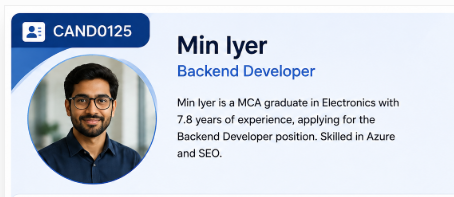 CAND0125
Min Iyer
Backend Developer
Min Iyer is a MCA graduate in Electronics with
7.8 years of experience, applying for the
Backend Developer position. Skilled in Azure
and SEO.